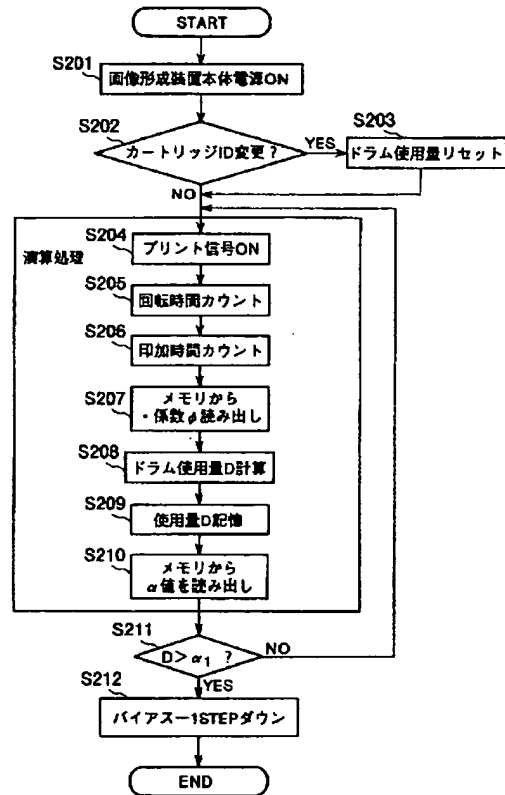 START
S201
画像形成装置本体電源ON
S202
カートリッジID変更?
YES
S203
ドラム使用量リセット
NO
演算処理
S204
プリント信号ON
S205
回転時間カウント
S206
印加時間カウント
S207
メモリから
・係数φ読み出し
S208
ドラム使用量D計算
S209
使用量D記憶
S210
メモリから
α値を読み出し
S211
D>α1 ?
NO
YES
S212
バイアスー1STEPダウン
END